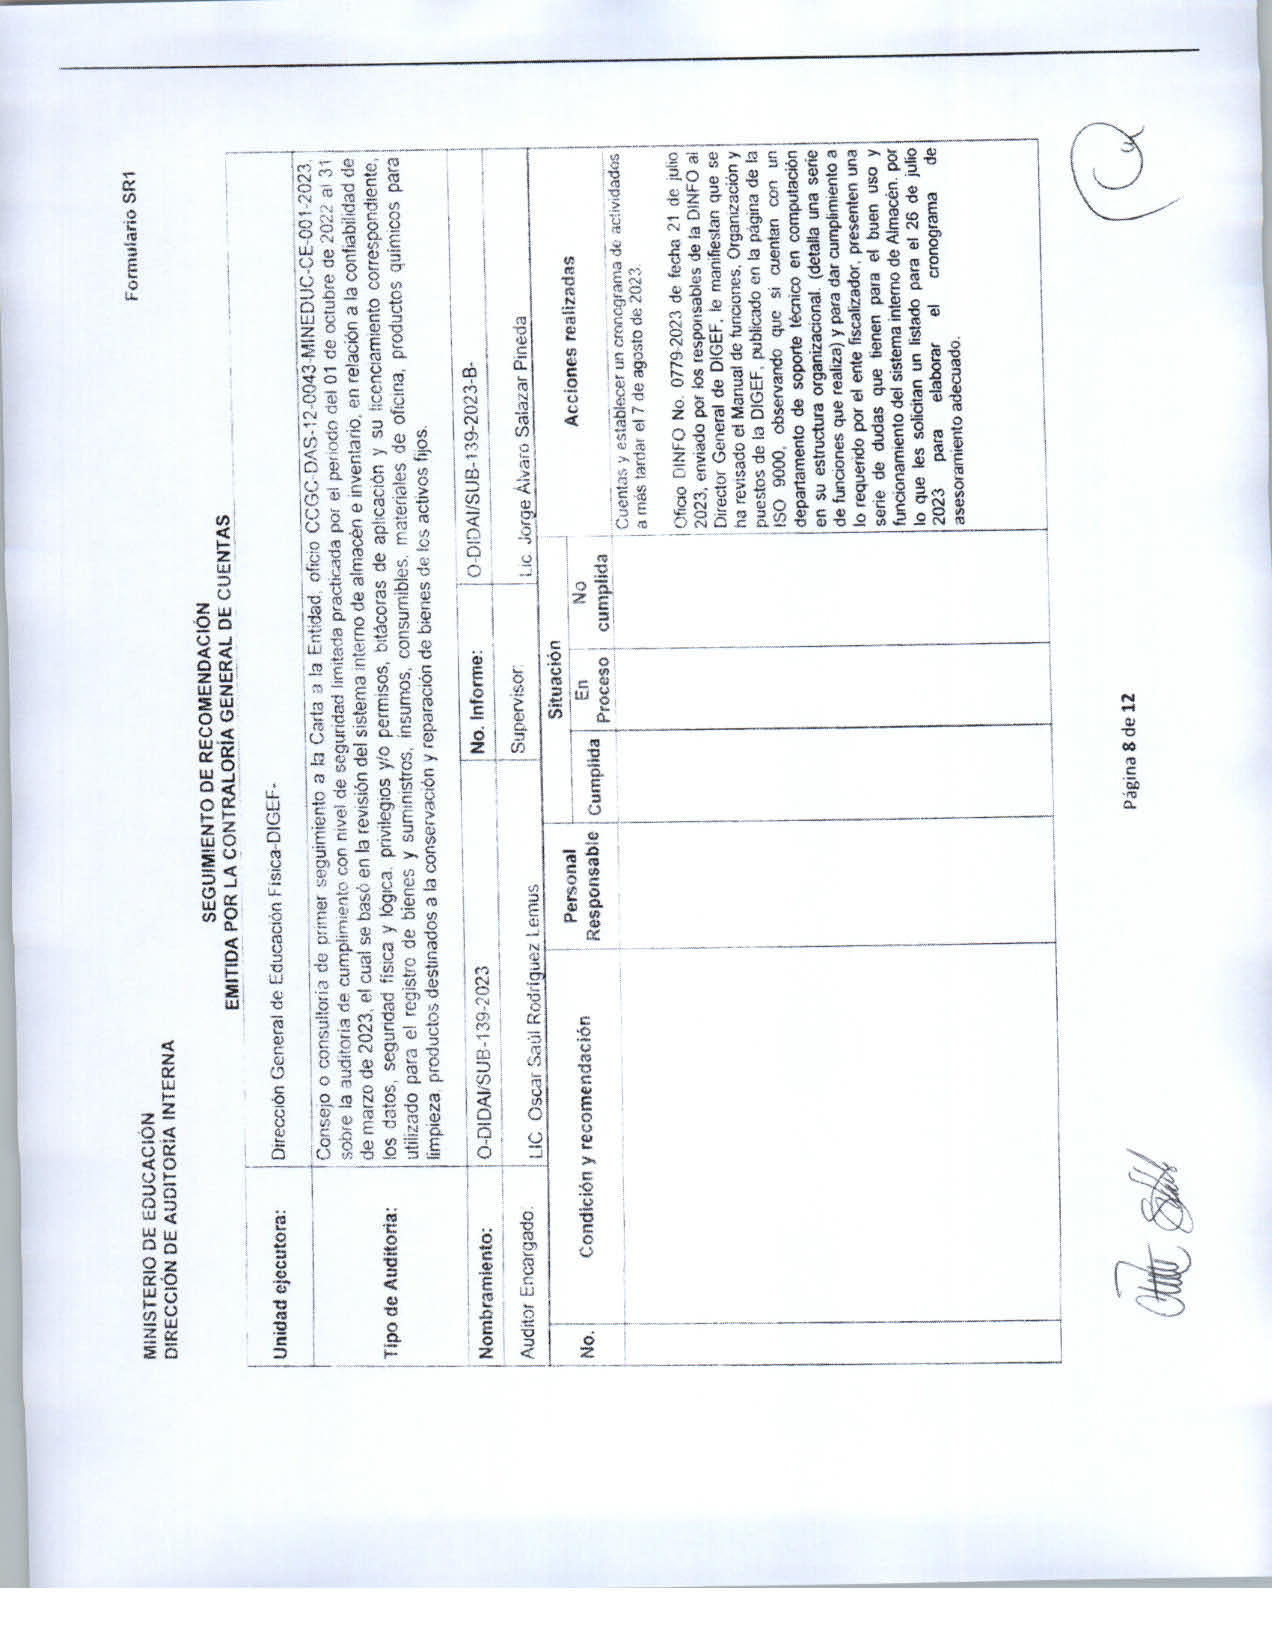 Formulario SR1
MINISTERIO DE EDUCACIÓN
DIRECCIÓN DE AUDITORÍA INTERNA
SEGUIMIENTO DE RECOMENDACIÓN
EMITIDA POR LA CONTRALORÍA GENERAL DE CUENTAS
Unidad ejecutora: Dirección General de Educación Física-DIGEF-
Tipo de Auditoria:
Consejo o consultoria de primer seguimiento a la Carta a la Entidad, oficio CCGC-DAS-12-0043-MINEDUC-CE-001-2023,
sobre la auditoria de cumplimiento con nivel de seguridad limitada practicada por el periodo del 01 de octubre de 2022 al 31
de marzo de 2023, el cual se basó en la revisión del sistema interno de almacén e inventario, en relación a la confiabilidad de
los datos, seguridad física y lógica, privilegios y/o permisos, bitácoras de aplicación y su licenciamiento correspondiente,
utilizado para el registro de bienes y suministros, insumos, consumibles, materiales de oficina, productos químicos para
limpieza, productos destinados a la conservación y reparación de bienes de los activos fijos.
Nombramiento: O-DIDAI/SUB-139-2023 No. Informe: O-DIDAI/SUB-139-2023-B-
Auditor Encargado. LIC. Oscar Saúl Rodríguez Lemus Supervisor: Lic. Jorge Álvaro Salazar Pineda
No. Condición y recomendación Personal Responsable Situación Acciones realizadas
Cumplida En Proceso No cumplida
Cuentas y establecer un cronograma de actividades
a más tardar el 7 de agosto de 2023.
Oficio DINFO No. 0779-2023 de fecha 21 de julio
2023, enviado por los responsables de la DINFO al
Director General de DIGEF, le manifiestan que se
ha revisado el Manual de funciones, Organización y
puestos de la DIGEF, publicado en la página de la
ISO 9000, observando que si cuentan con un
departamento de soporte técnico en computación
en su estructura organizacional, (detalla una serie
de funciones que realiza) y para dar cumplimiento a
lo requerido por el ente fiscalizador, presenten una
serie de dudas que tienen para el buen uso y
funcionamiento del sistema interno de Almacén, por
lo que les solicitan un listado para el 26 de julio
2023 para elaborar el cronograma de
asesoramiento adecuado.
Página 8 de 12